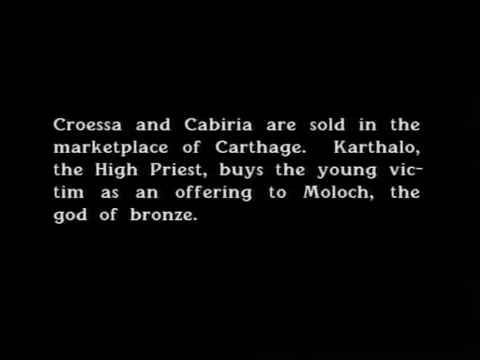 Croessa and Cabiria are sold in the
marketplace of Carthage. Karthalo,
the High Priest, buys the young vic-
tim as an offering to Moloch, the
god of bronze.